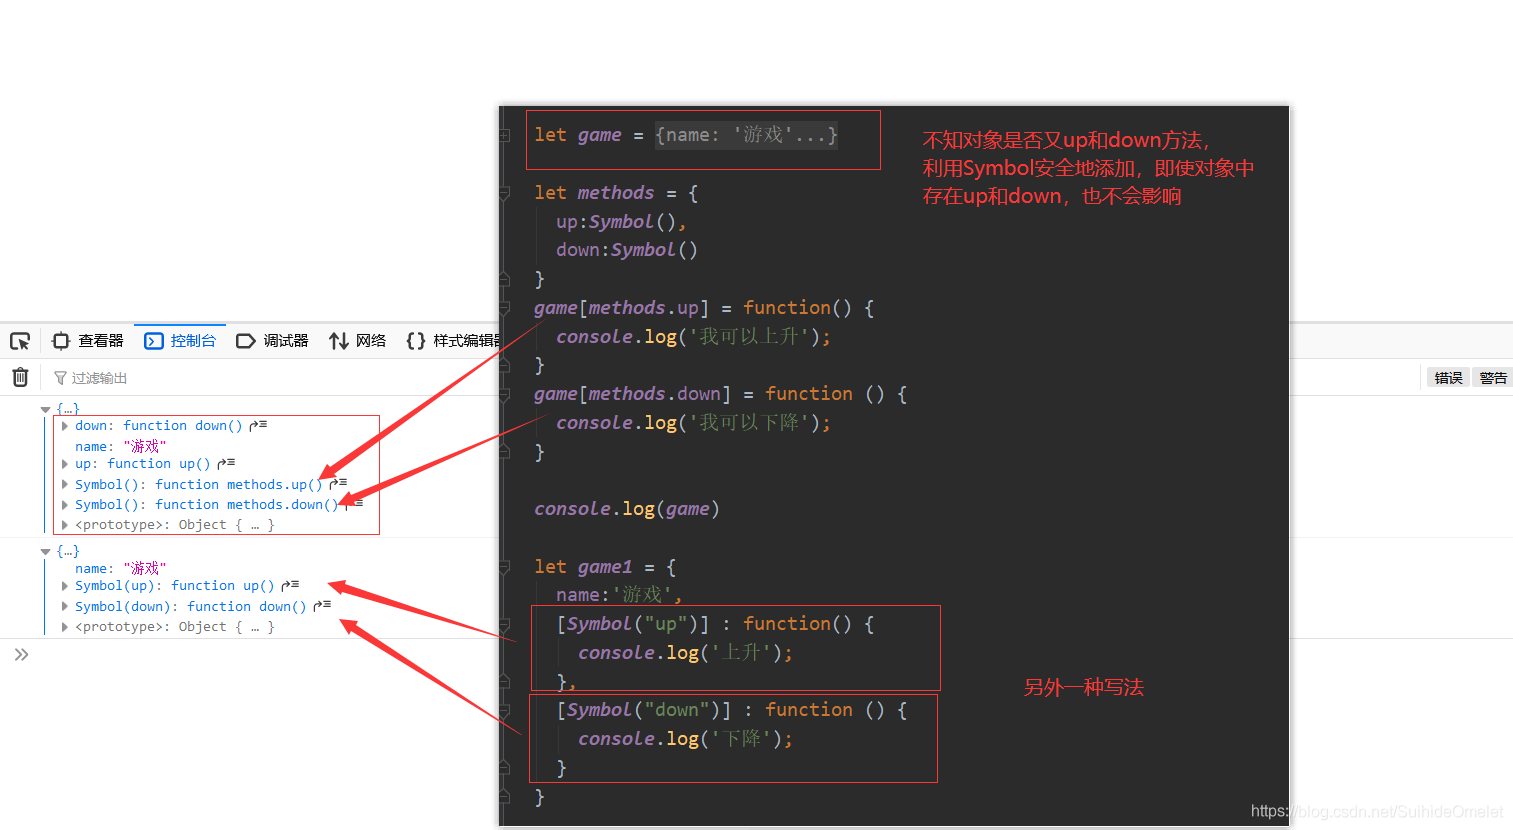 let game = {name: '游戏'...}
let methods = {
up:Symbol(),
down:Symbol()
}
game[methods.up] = function() {
console.log('我可以上升');
}
game[methods.down] = function () {
console.log('我可以下降');
}
console.log(game)
let game1 = {
name:'游戏',
[Symbol("up")] : function() {
console.log('上升');
},
[Symbol("down")] : function () {
console.log('下降');
}
}
不知对象是否又up和down方法,
利用Symbol安全地添加，即使对象中
存在up和down，也不会影响
另外一种写法
查看器 控制台 调试器 网络 {} 样式编辑器
过滤输出
错误 警告
{…}
down: function down()
name: "游戏"
up: function up()
Symbol(): function methods.up()
Symbol(): function methods.down()
<prototype>: Object { … }
{…}
name: "游戏"
Symbol(up): function up()
Symbol(down): function down()
<prototype>: Object { … }
https://blog.csdn.net/SuihideOmelet